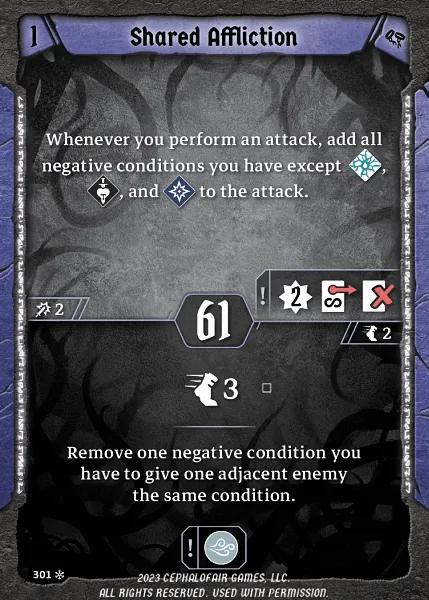 1
Shared Affliction
Whenever you perform an attack, add all
negative conditions you have except ,
, and to the attack.
! 2
2
61
2
3
Remove one negative condition you
have to give one adjacent enemy
the same condition.
!
301
2023 CEPHALOFAIR GAMES, LLC.
ALL RIGHTS RESERVED. USED WITH PERMISSION.